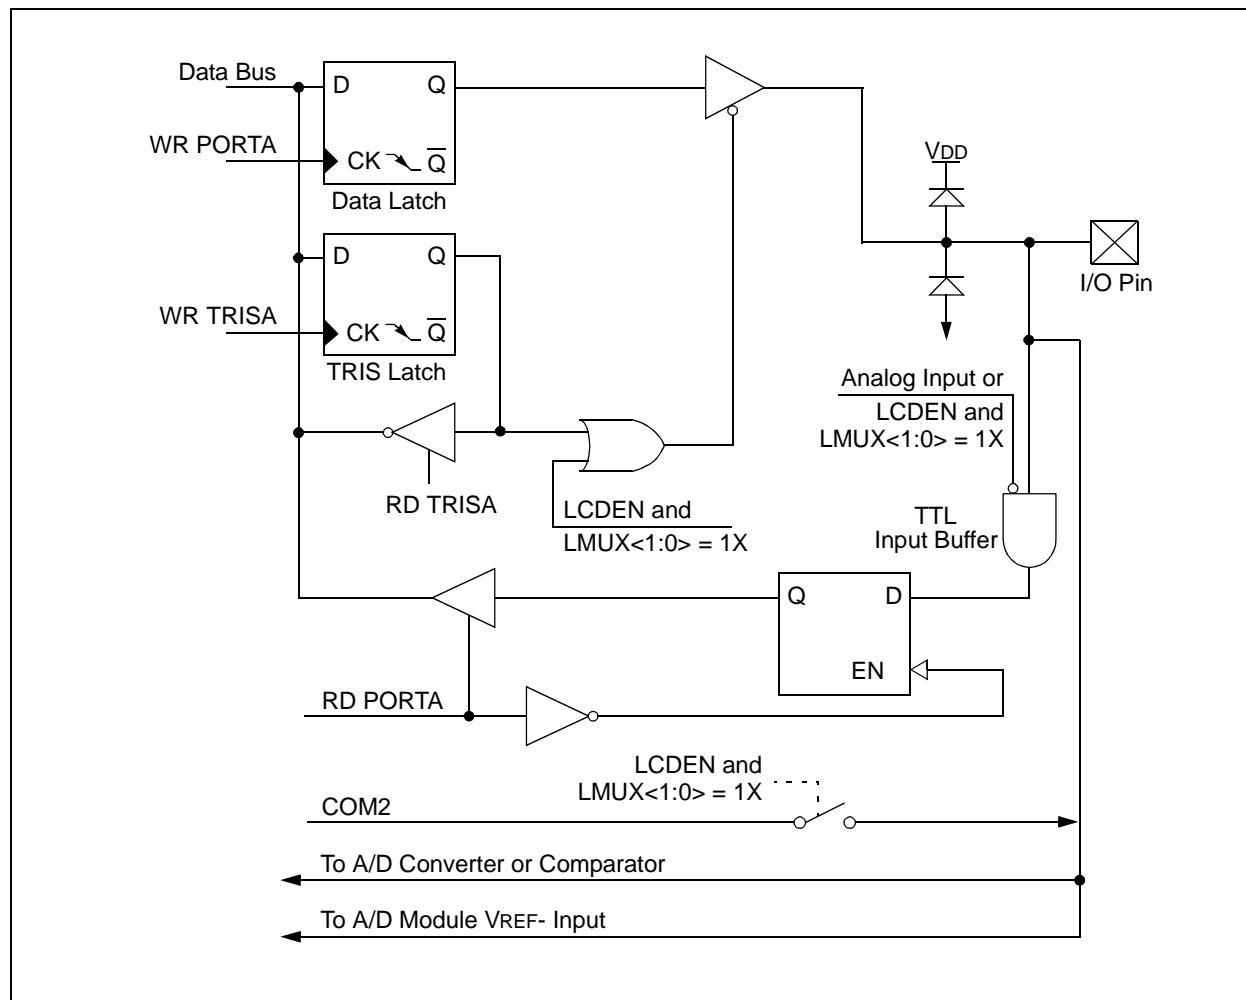 Data Bus
D Q
WR PORTA
CK Q
Data Latch
VDD
D Q
I/O Pin
WR TRISA
CK Q
TRIS Latch
Analog Input or
LCDEN and
LMUX<1:0> = 1X
RD TRISA
LCDEN and
LMUX<1:0> = 1X
TTL
Input Buffer
Q D
EN
RD PORTA
LCDEN and
LMUX<1:0> = 1X
COM2
To A/D Converter or Comparator
To A/D Module VREF- Input